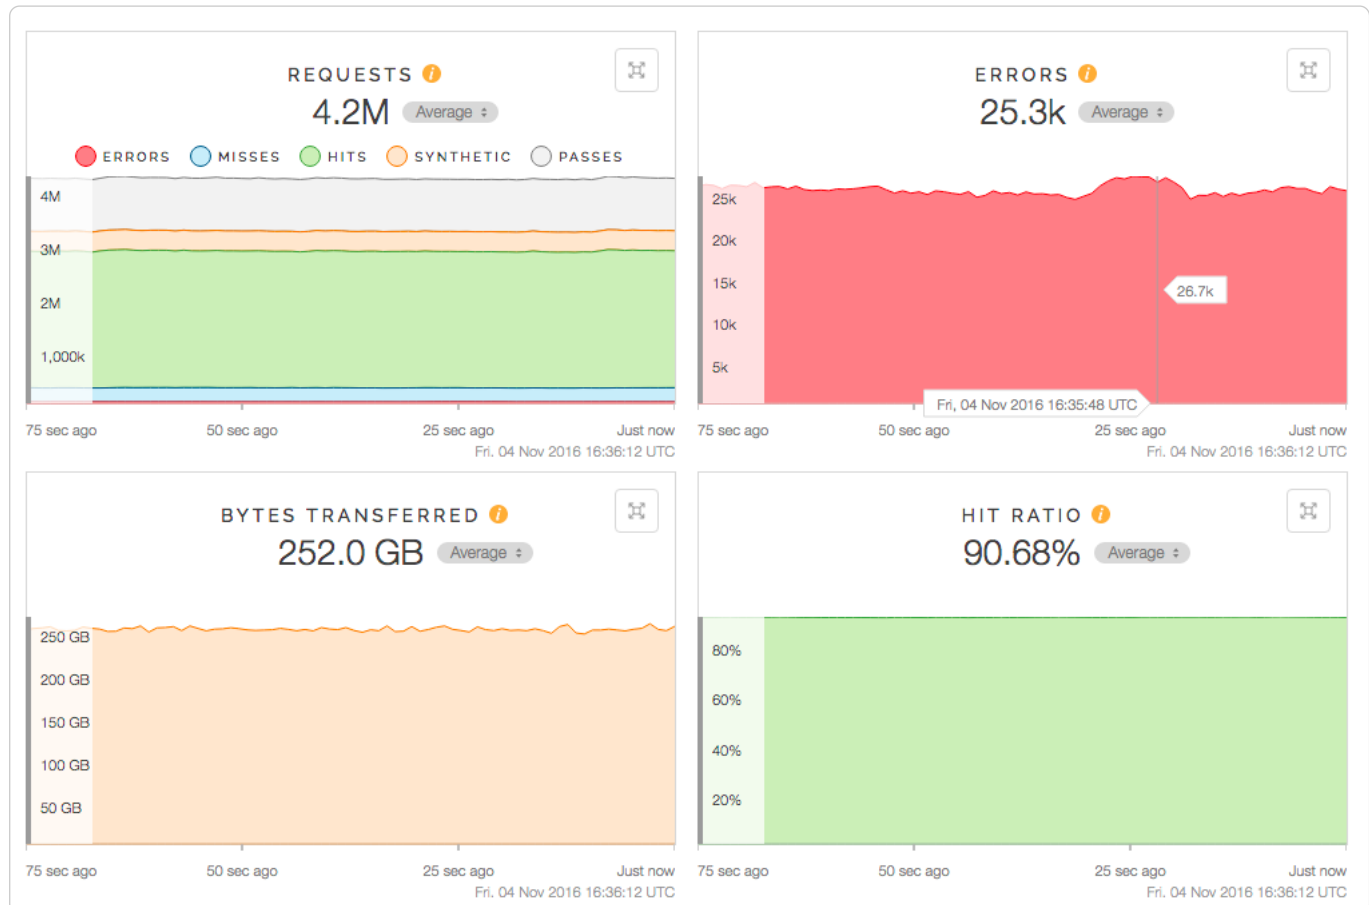 REQUESTS i
4.2M Average
ERRORS MISSES HITS SYNTHETIC PASSES
4M
3M
2M
1,000k
75 sec ago 50 sec ago 25 sec ago Just now
Fri. 04 Nov 2016 16:36:12 UTC
ERRORS i
25.3k Average
25k
20k
15k
26.7k
10k
5k
Fri, 04 Nov 2016 16:35:48 UTC
75 sec ago 50 sec ago 25 sec ago Just now
Fri. 04 Nov 2016 16:36:12 UTC
BYTES TRANSFERRED i
252.0 GB Average
250 GB
200 GB
150 GB
100 GB
50 GB
75 sec ago 50 sec ago 25 sec ago Just now
Fri. 04 Nov 2016 16:36:12 UTC
HIT RATIO i
90.68% Average
80%
60%
40%
20%
75 sec ago 50 sec ago 25 sec ago Just now
Fri. 04 Nov 2016 16:36:12 UTC